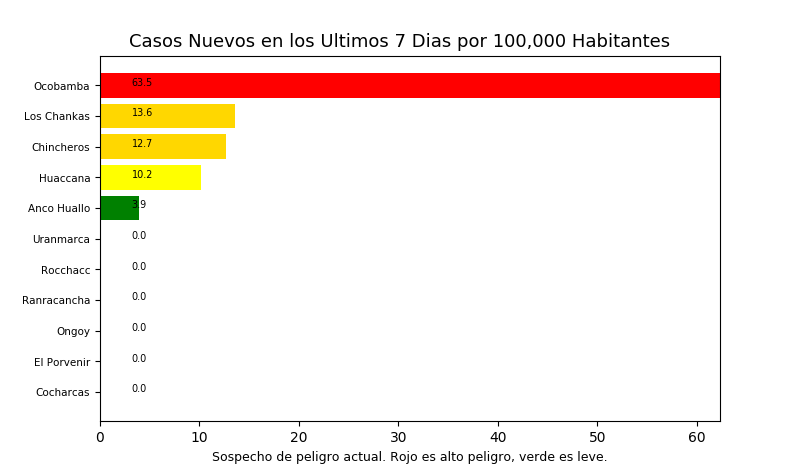 Casos Nuevos en los Ultimos 7 Dias por 100,000 Habitantes
Ocobamba 63.5
Los Chankas 13.6
Chincheros 12.7
Huaccana 10.2
Anco Huallo 3.9
Uranmarca 0.0
Rocchacc 0.0
Ranracancha 0.0
Ongoy 0.0
El Porvenir 0.0
Cocharcas 0.0
0 10 20 30 40 50 60
Sospecho de peligro actual. Rojo es alto peligro, verde es leve.